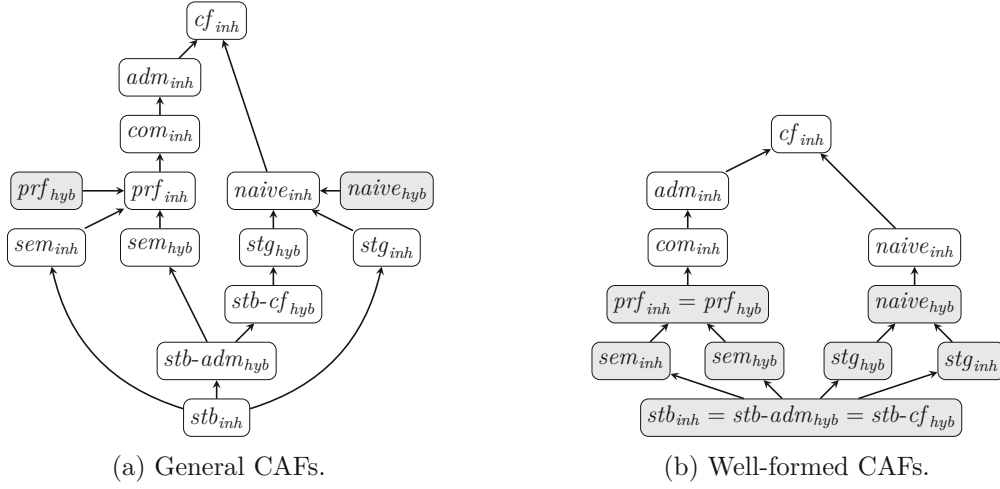 cf_inh
adm_inh
com_inh
prf_hyb prf_inh naive_inh naive_hyb
sem_inh sem_hyb stg_hyb stg_inh
stb-cf_hyb
stb-adm_hyb
stb_inh
(a) General CAFs.
cf_inh
adm_inh
com_inh naive_inh
prf_inh = prf_hyb naive_hyb
sem_inh sem_hyb stg_hyb stg_inh
stb_inh = stb-adm_hyb = stb-cf_hyb
(b) Well-formed CAFs.